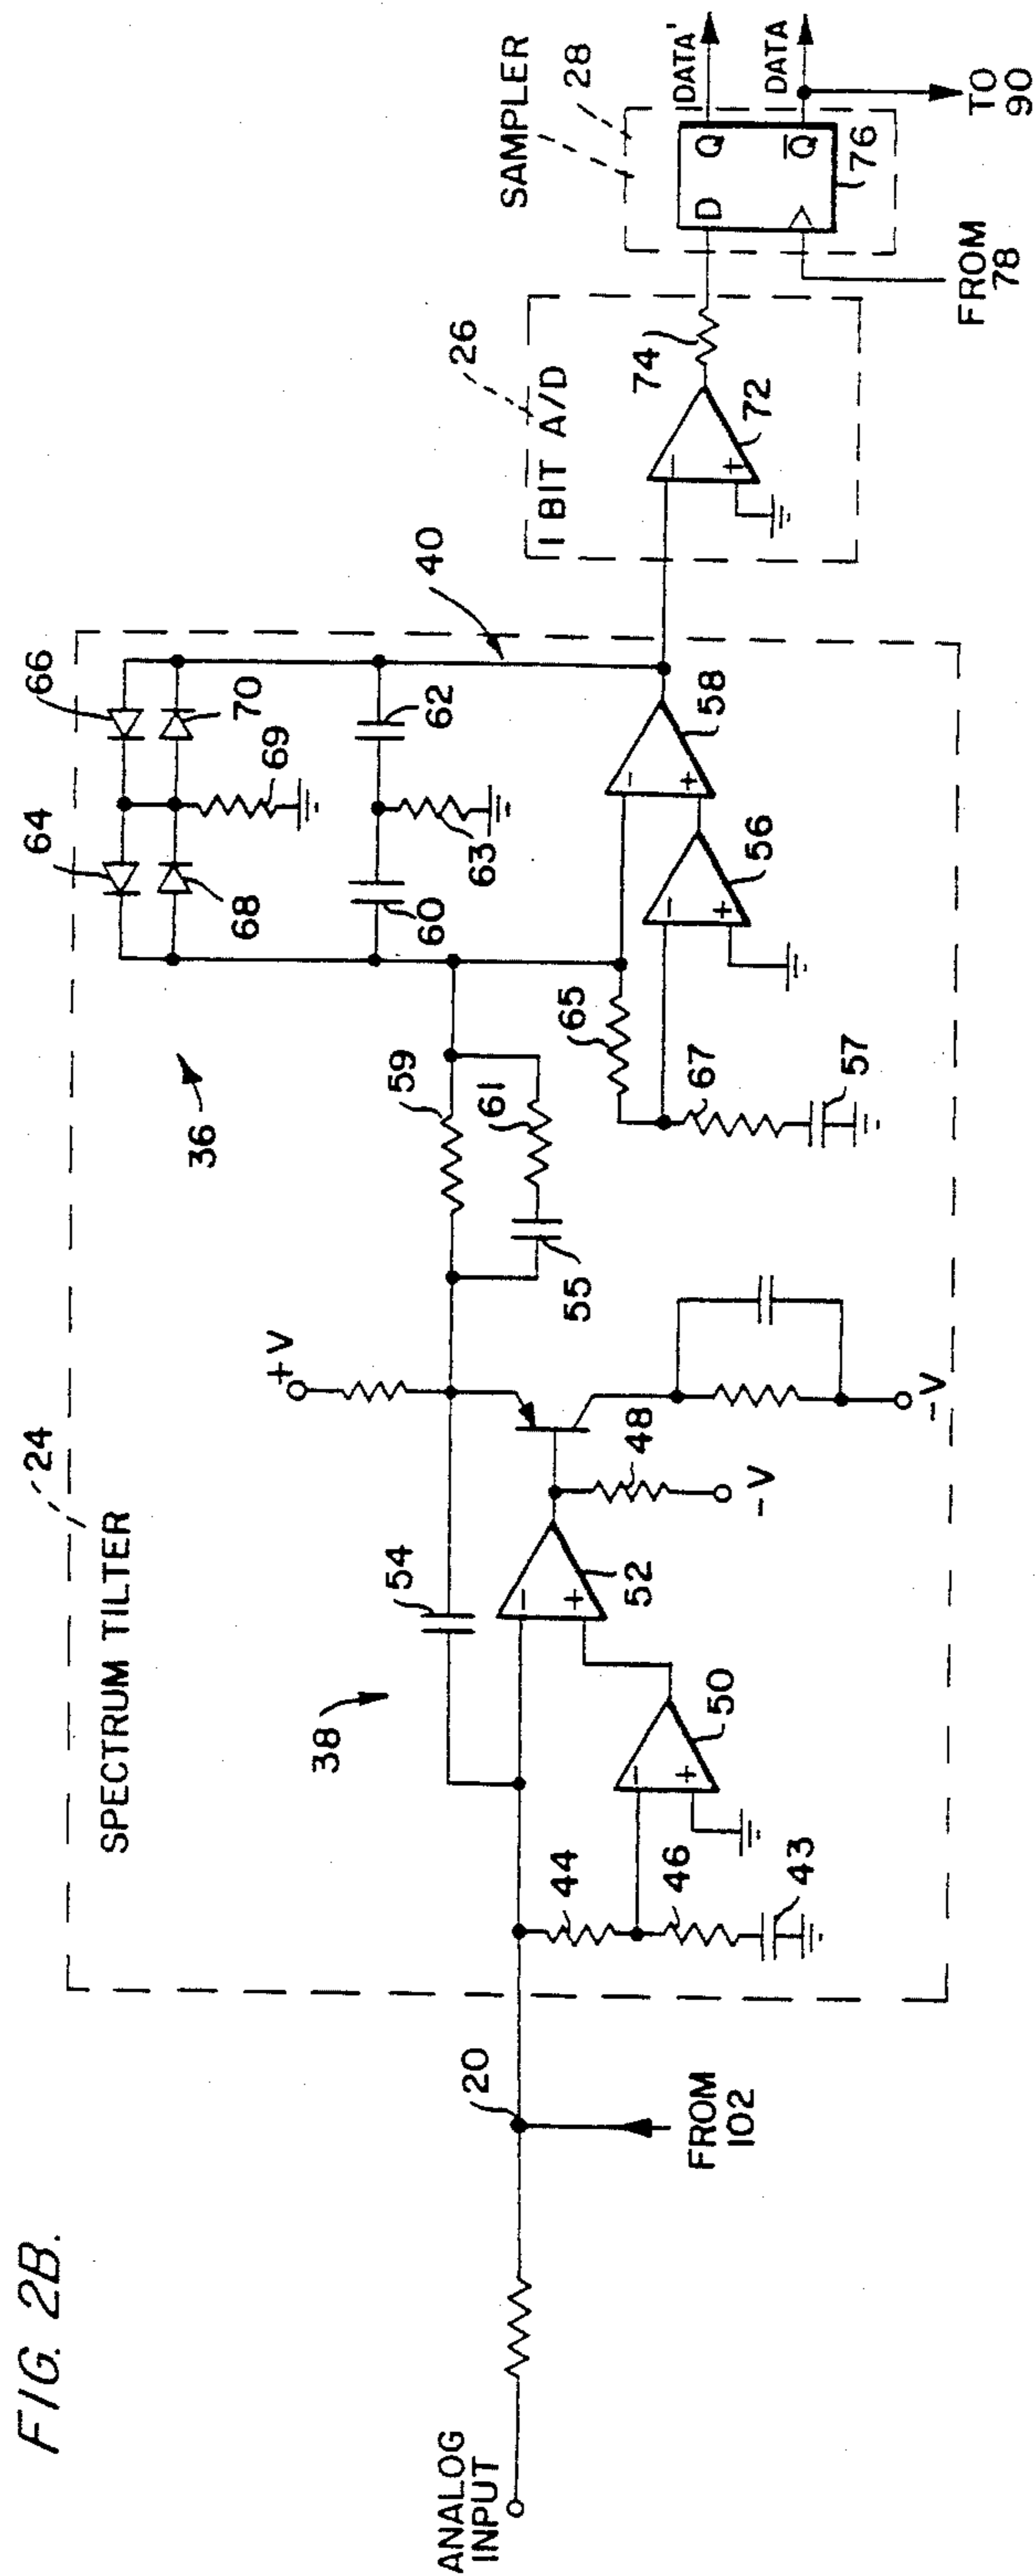 FIG. 2B.
ANALOG
INPUT
20
FROM
102
SPECTRUM TILTER
24
38
54
44
46
43
50
52
48
-V
+V
-V
36
59
61
55
65
67
57
64
66
68
70
69
60
62
63
40
56
58
1 BIT A/D
26
72
74
SAMPLER
28
D
Q
Q̅
76
FROM
78
DATA'
DATA
TO
90
-
+
-
+
-
+
-
+
-
+